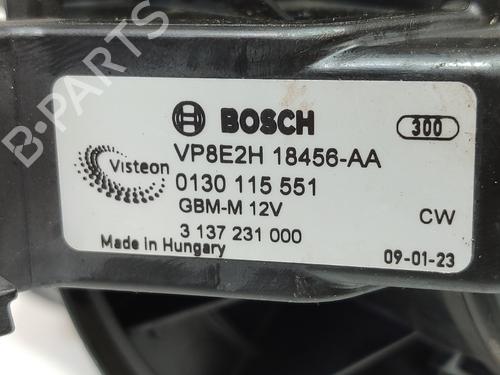 B-PARTS
BOSCH
300
Visteon
VP8E2H 18456-AA
0130 115 551
GBM-M 12V
CW
3 137 231 000
Made in Hungary
09-01-23